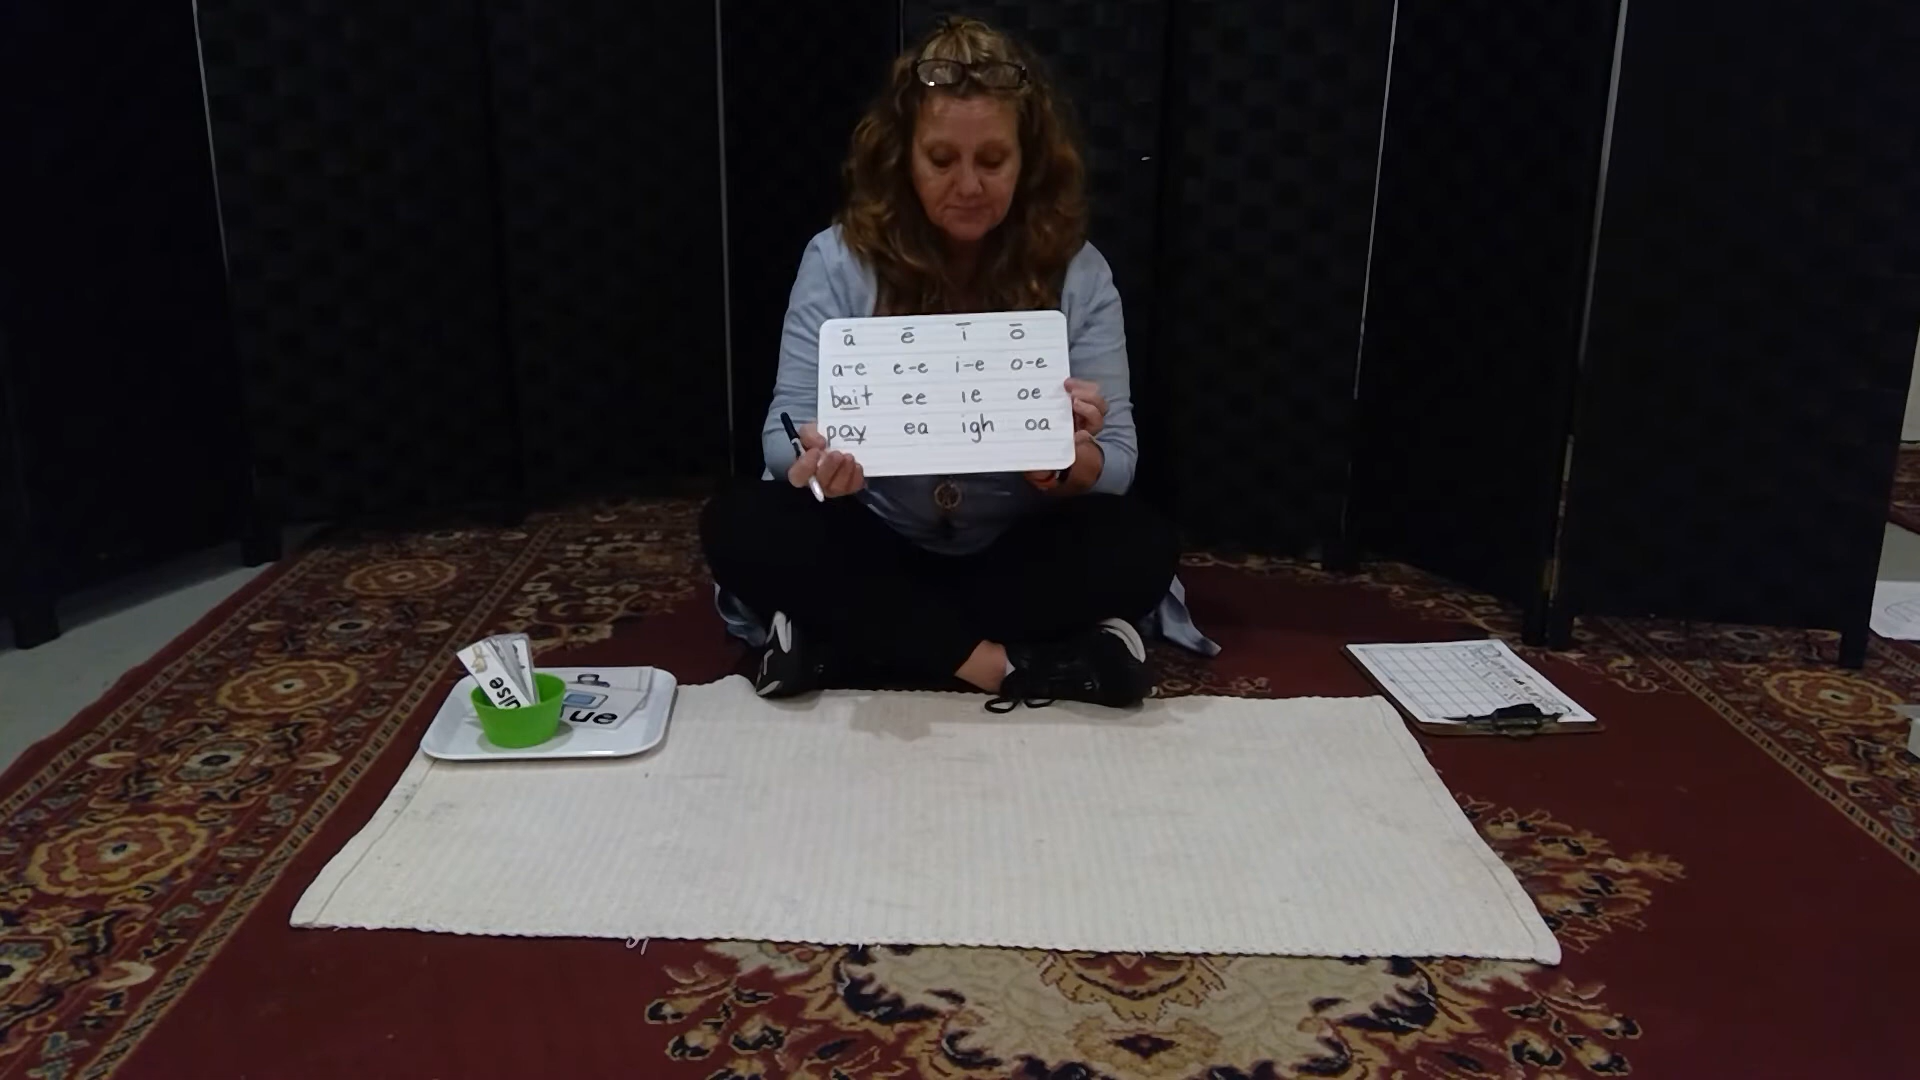 ā ē ī ō
a-e e-e i-e o-e
bait ee ie oe
pay ea igh oa
ue